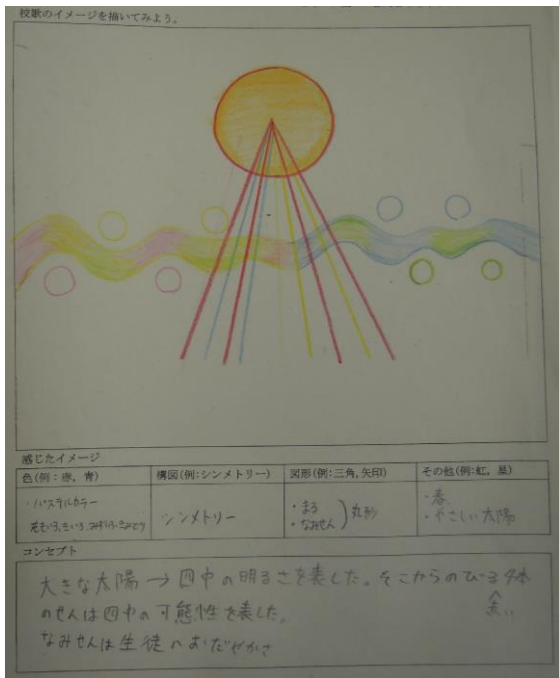 校歌のイメージを描いてみよう。
感じたイメージ
色(例:赤, 青)
構図(例:シンメトリー)
図形(例:三角, 矢印)
その他(例:虹, 星)
・パステルカラー
シンメトリー
・まる
・なみせん
丸形
・春
・やさしい太陽
コンセプト
大きな太陽→四中の明るさを表した。そこからのびる4本
のせんは四中の可能性を表した。
なみせんは生徒のおだやかさ